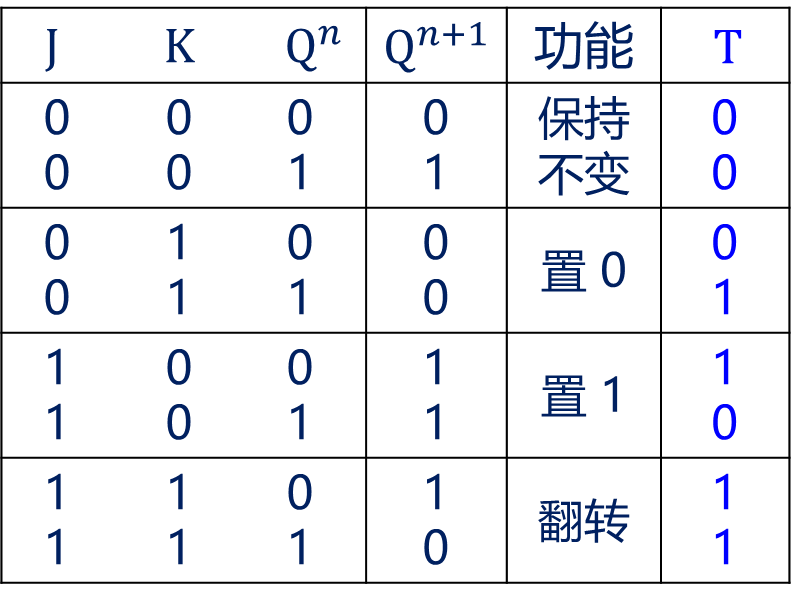 J K Qⁿ Qⁿ⁺¹ 功能 T
0 0 0 0 保持 0
0 0 1 1 不变 0
0 1 0 0 置 0 0
0 1 1 0 1
1 0 0 1 置 1 1
1 0 1 1 0
1 1 0 1 翻转 1
1 1 1 0 1